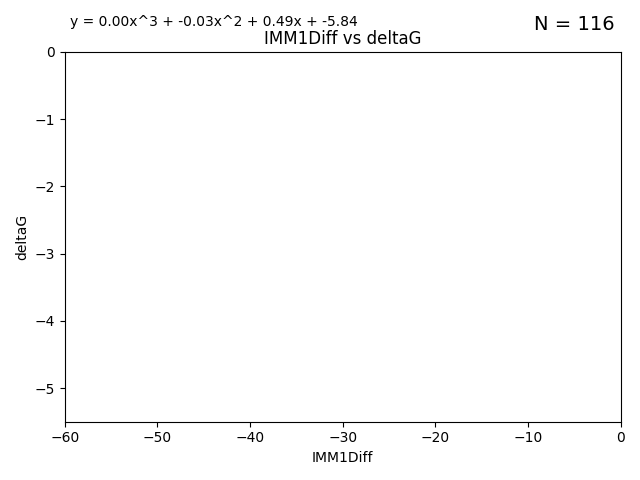 y = 0.00x^3 + -0.03x^2 + 0.49x + -5.84
N = 116
IMM1Diff vs deltaG
0
−1
−2
−3
−4
−5
deltaG
−60 −50 −40 −30 −20 −10 0
IMM1Diff